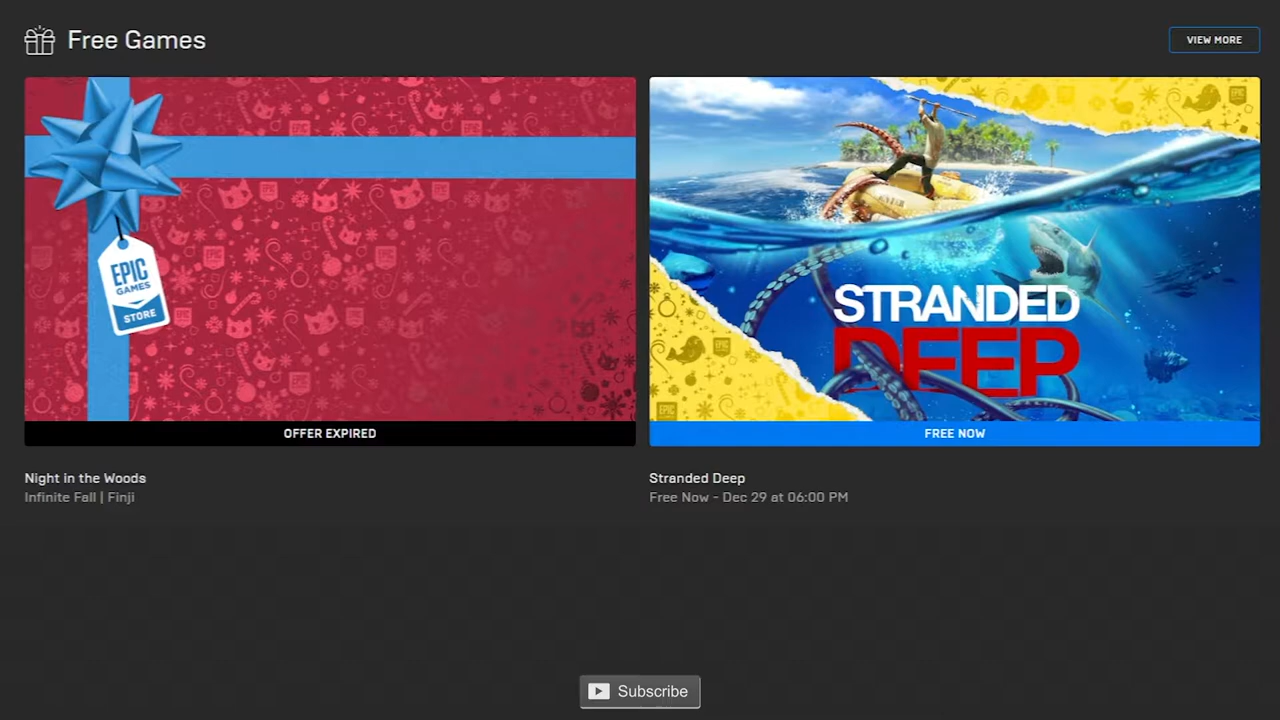 Free Games
VIEW MORE
EPIC
GAMES
STORE
STRANDED
DEEP
OFFER EXPIRED
FREE NOW
Night in the Woods
Infinite Fall | Finji
Stranded Deep
Free Now - Dec 29 at 06:00 PM
Subscribe